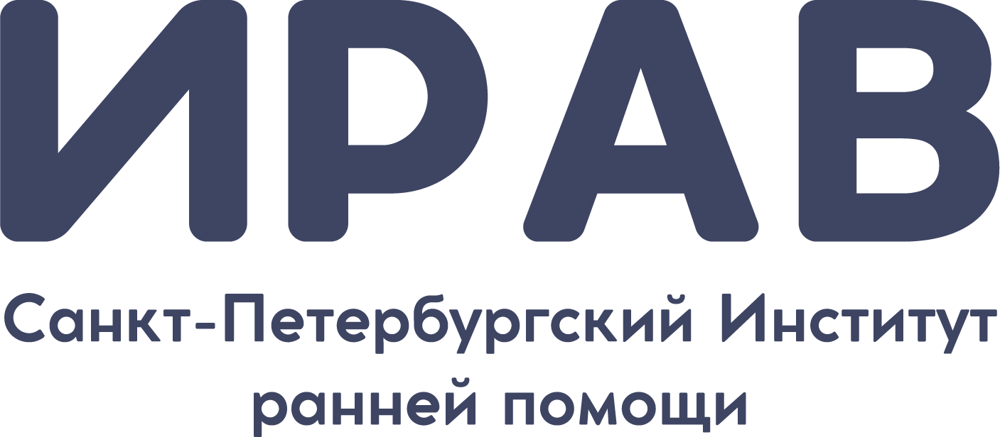 ИРАВ
Санкт-Петербургский Институт
ранней помощи